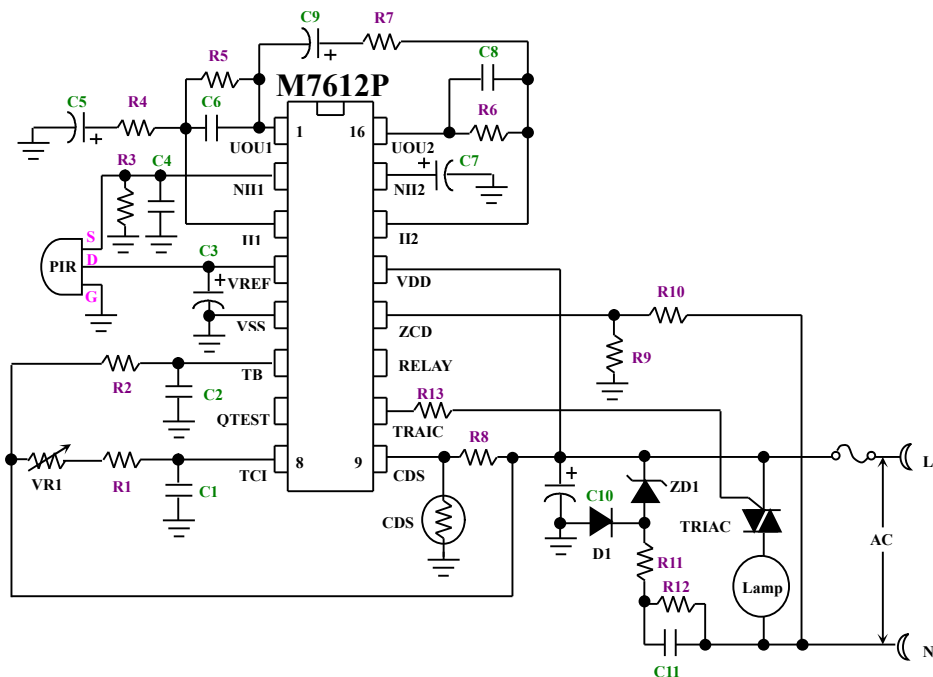 C9
R7
R5
C8
M7612P
C5
R4
C6
R6
1
16
UOU1
UOU2
R3
C4
C7
NII1
NII2
S
II1
II2
C3
PIR
D
VREF
VDD
G
R10
VSS
ZCD
R9
R2
C2
TB
RELAY
R13
QTEST
TRAIC
R8
8
9
L
VR1
R1
C1
TCI
CDS
ZD1
C10
CDS
TRIAC
AC
D1
R11
R12
Lamp
N
C11